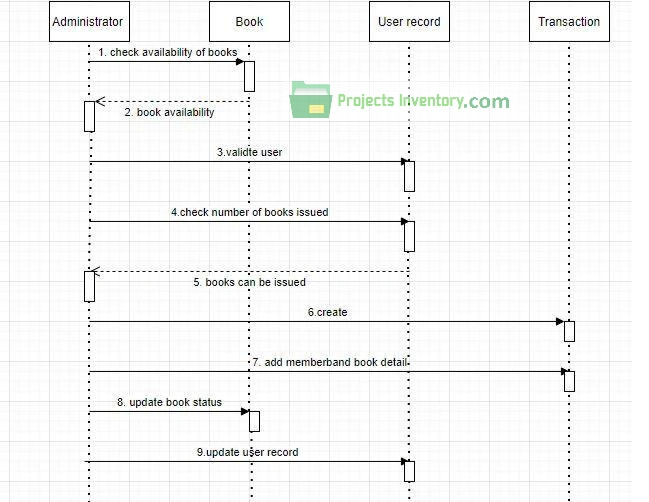 Administrator
Book
User record
Transaction
1. check availability of books
Projects Inventory.com
2. book availability
3.validte user
4.check number of books issued
5. books can be issued
6.create
7. add memberband book detail
8. update book status
9.update user record